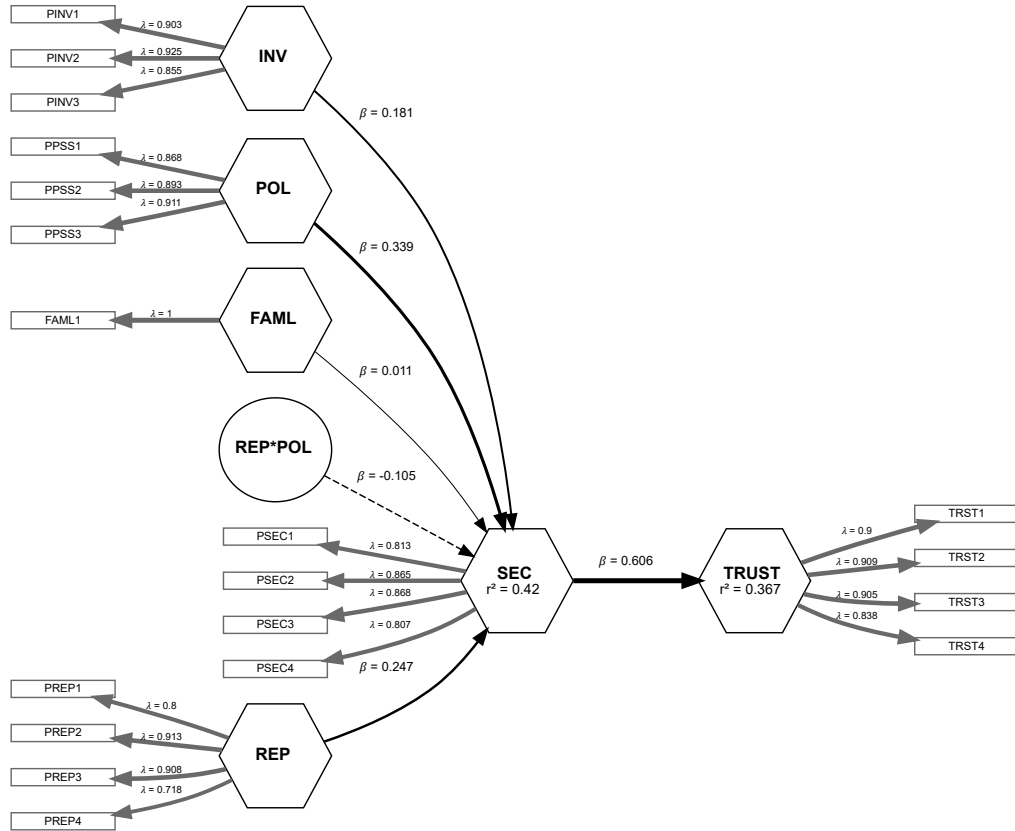 PINV1
λ = 0.903
PINV2
λ = 0.925
PINV3
λ = 0.855
INV
β = 0.181
PPSS1
λ = 0.868
PPSS2
λ = 0.893
PPSS3
λ = 0.911
POL
β = 0.339
FAML1
λ = 1
FAML
β = 0.011
REP*POL
β = -0.105
PSEC1
λ = 0.813
PSEC2
λ = 0.865
PSEC3
λ = 0.868
PSEC4
λ = 0.807
SEC
r² = 0.42
β = 0.606
TRUST
r² = 0.367
λ = 0.9
TRST1
λ = 0.909
TRST2
λ = 0.905
TRST3
λ = 0.838
TRST4
β = 0.247
PREP1
λ = 0.8
PREP2
λ = 0.913
PREP3
λ = 0.908
PREP4
λ = 0.718
REP